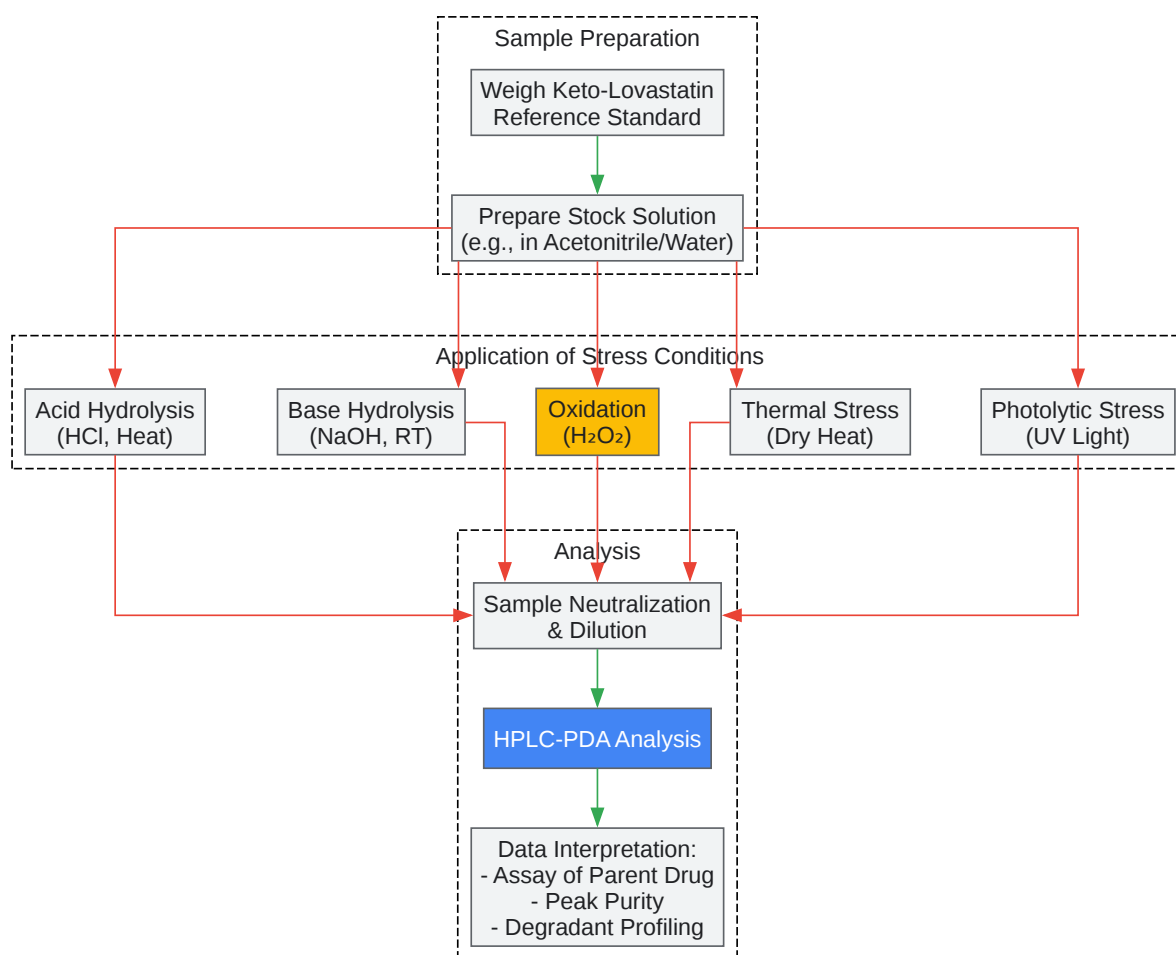 Sample Preparation
Weigh Keto-Lovastatin
Reference Standard
Prepare Stock Solution
(e.g., in Acetonitrile/Water)
Application of Stress Conditions
Acid Hydrolysis
(HCl, Heat)
Base Hydrolysis
(NaOH, RT)
Oxidation
(H₂O₂)
Thermal Stress
(Dry Heat)
Photolytic Stress
(UV Light)
Analysis
Sample Neutralization
& Dilution
HPLC-PDA Analysis
Data Interpretation:
- Assay of Parent Drug
- Peak Purity
- Degradant Profiling